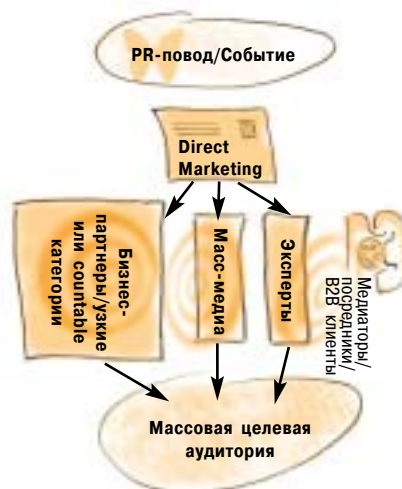 PR-повод/Событие
Direct
Marketing
Бизнес-
партнеры/узкие
или countable
категории
Масс-медиа
Эксперты
Медиаторы/
посредники/
B2B клиенты
Массовая целевая
аудитория